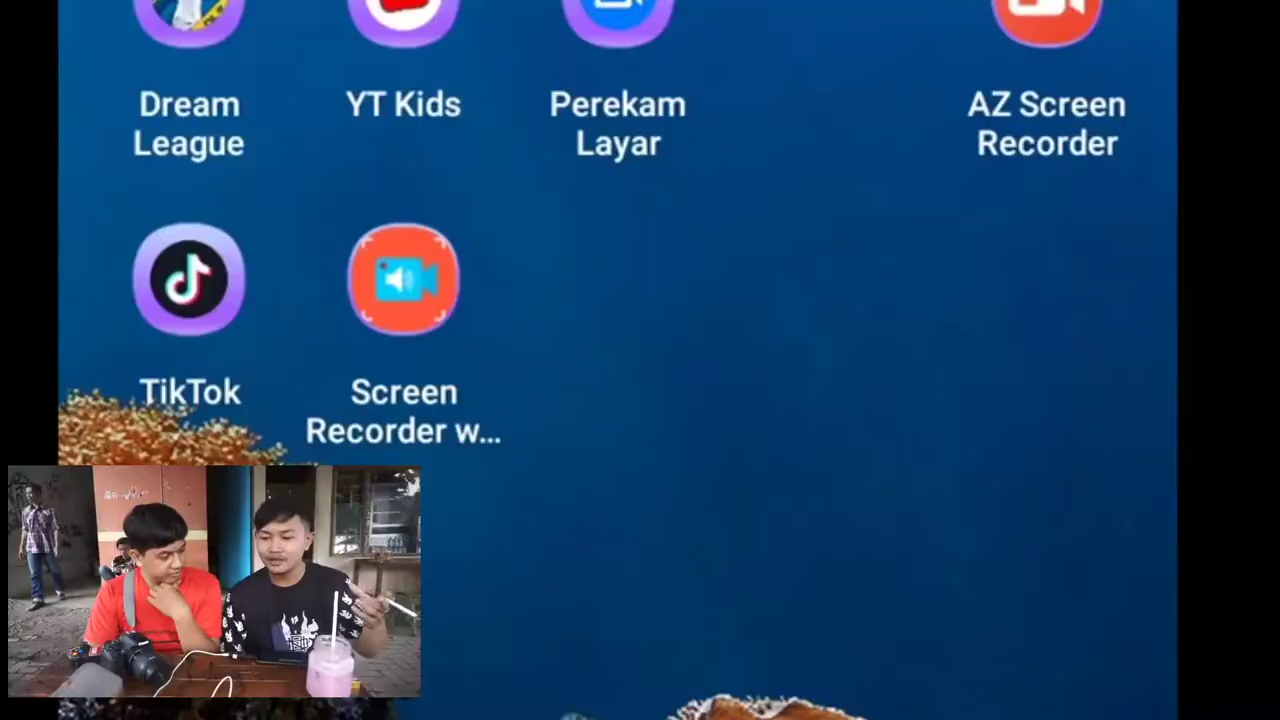 Dream
League
YT Kids
Perekam
Layar
AZ Screen
Recorder
TikTok
Screen
Recorder w...